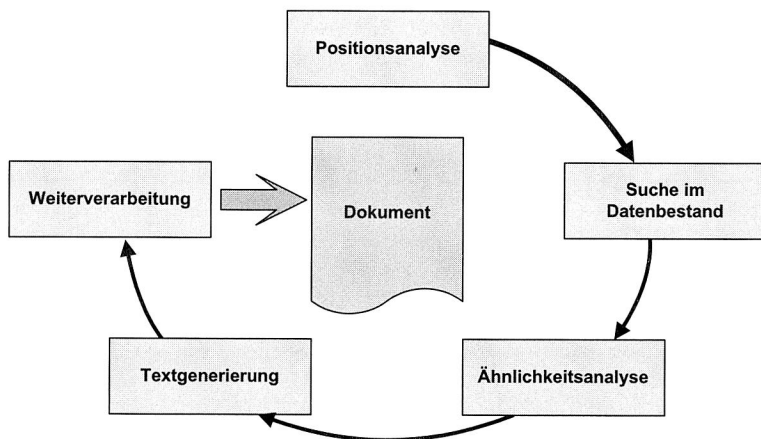 Positionsanalyse
Suche im
Datenbestand
Ähnlichkeitsanalyse
Textgenerierung
Weiterverarbeitung
Dokument